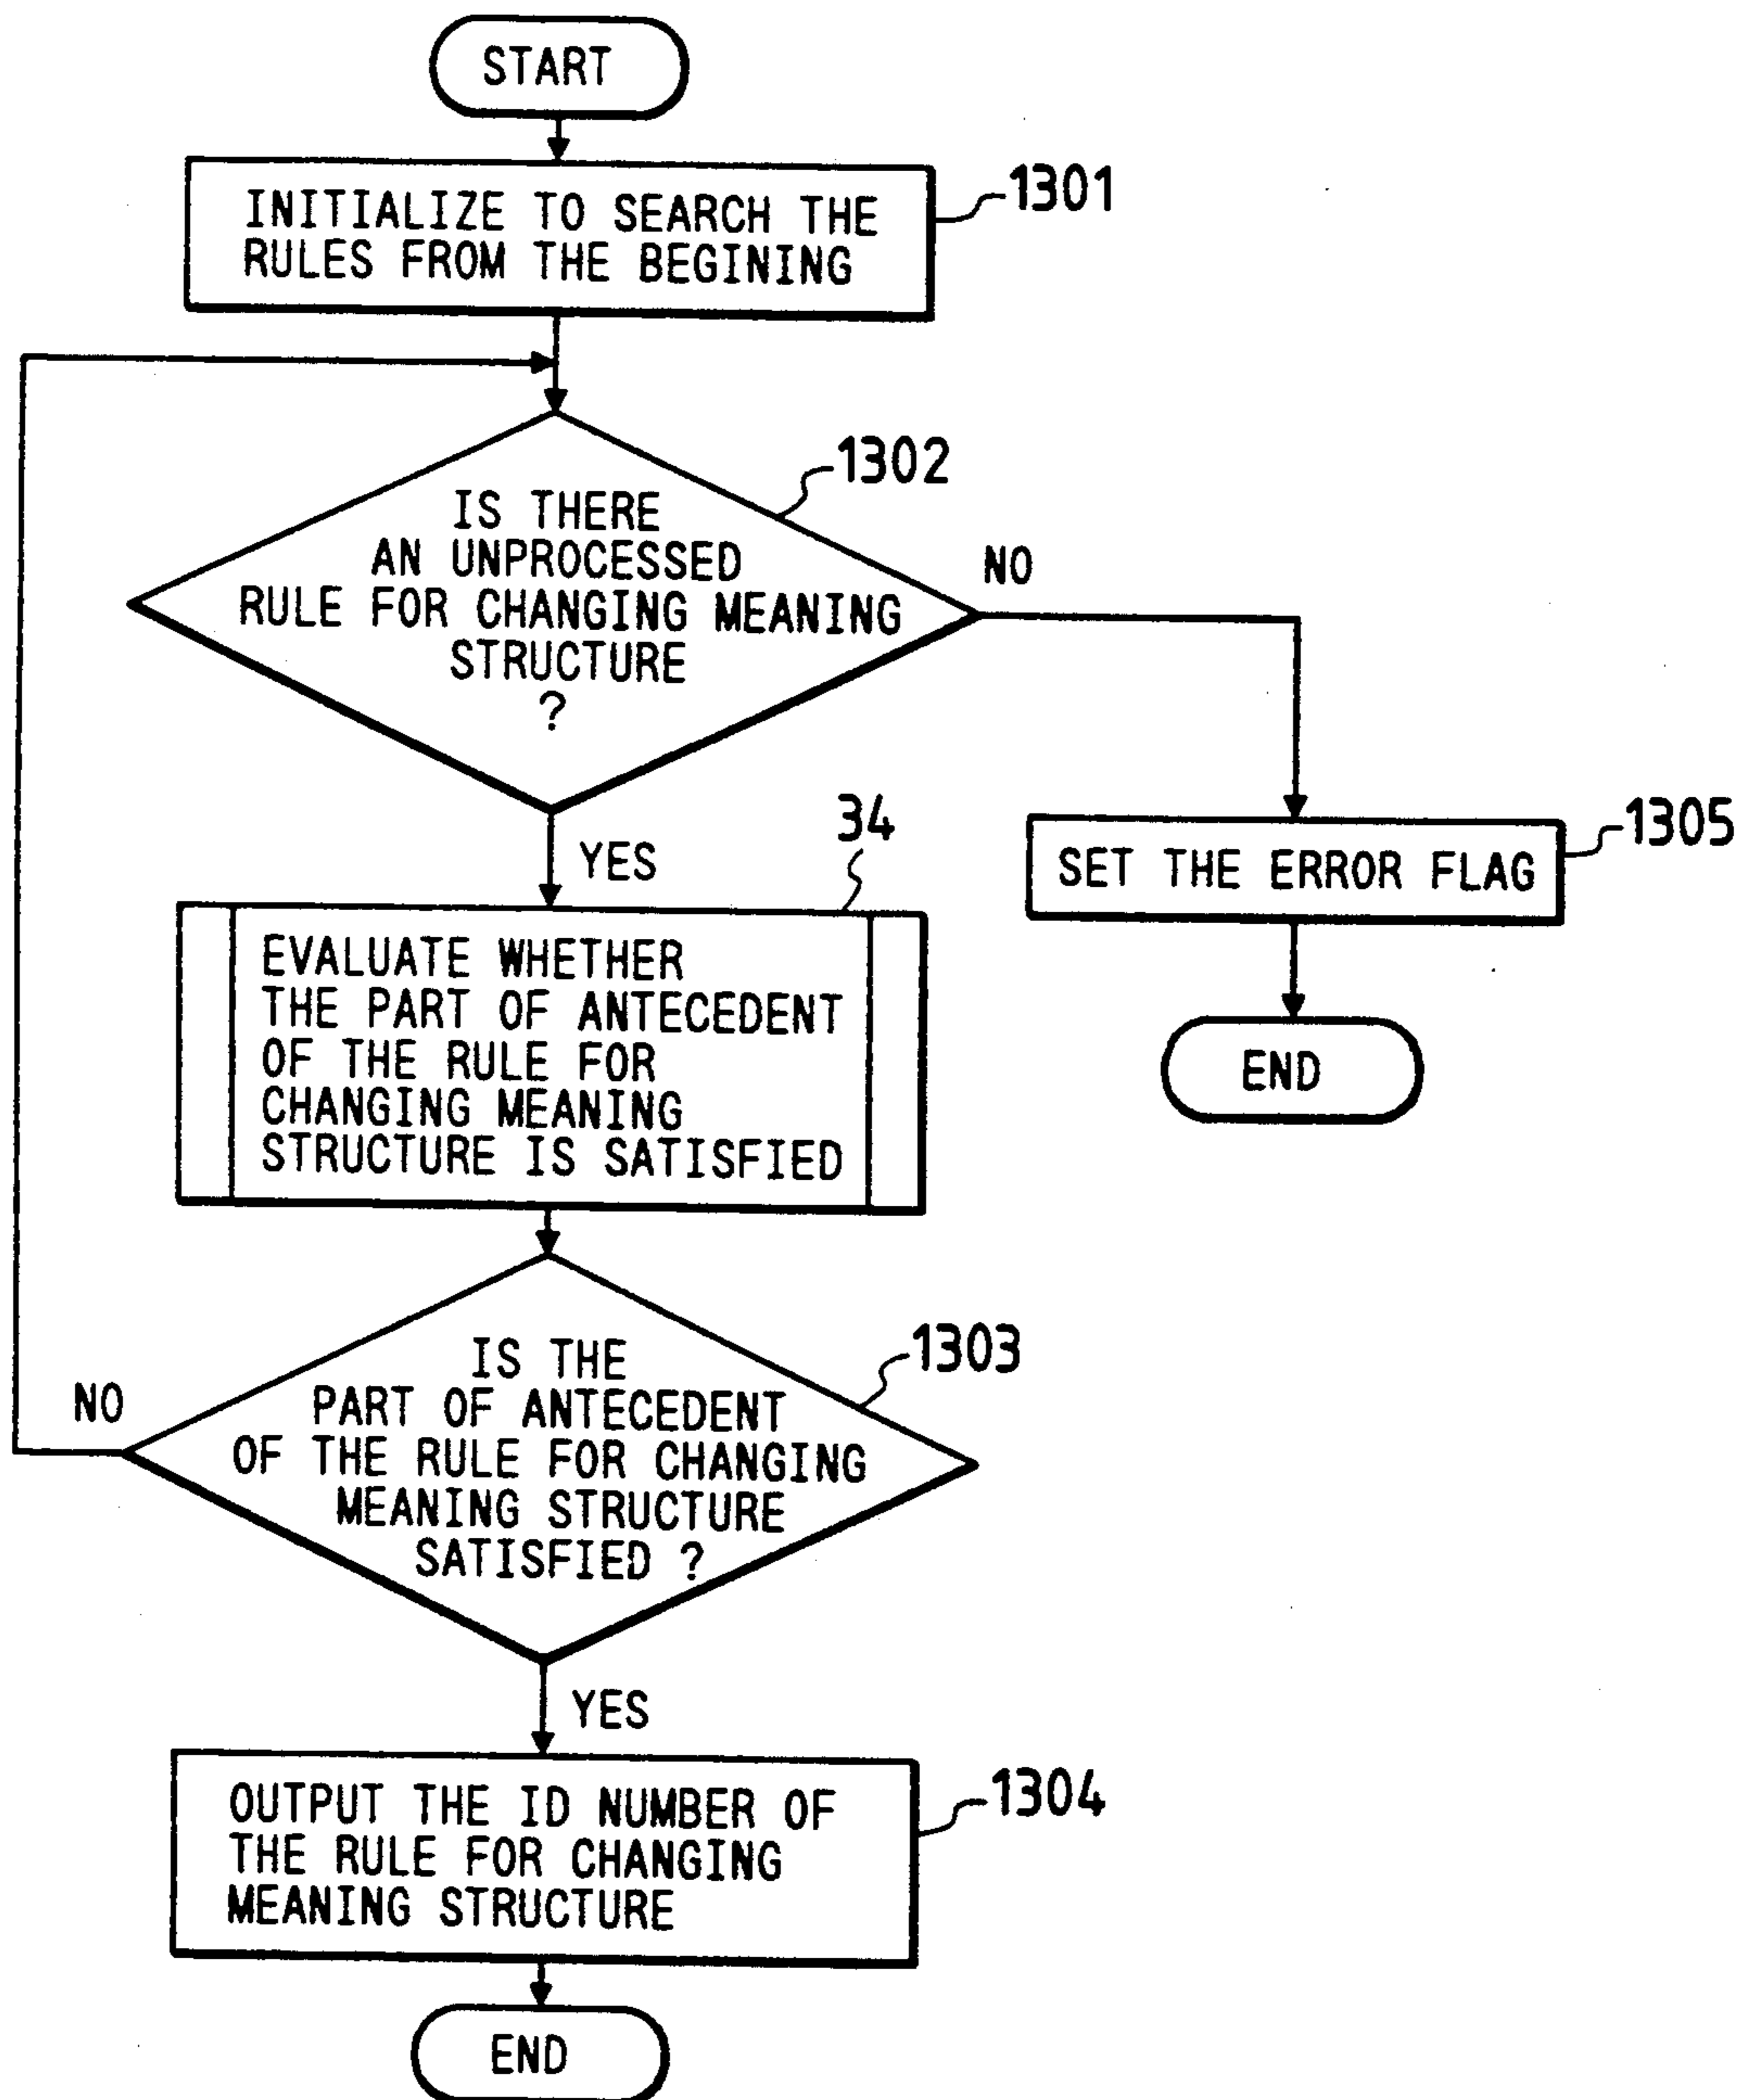 START
INITIALIZE TO SEARCH THE
RULES FROM THE BEGINING
1301
IS THERE
AN UNPROCESSED
RULE FOR CHANGING MEANING
STRUCTURE
?
1302
NO
YES
34
SET THE ERROR FLAG
1305
END
EVALUATE WHETHER
THE PART OF ANTECEDENT
OF THE RULE FOR
CHANGING MEANING
STRUCTURE IS SATISFIED
IS THE
PART OF ANTECEDENT
OF THE RULE FOR CHANGING
MEANING STRUCTURE
SATISFIED ?
1303
NO
YES
OUTPUT THE ID NUMBER OF
THE RULE FOR CHANGING
MEANING STRUCTURE
1304
END